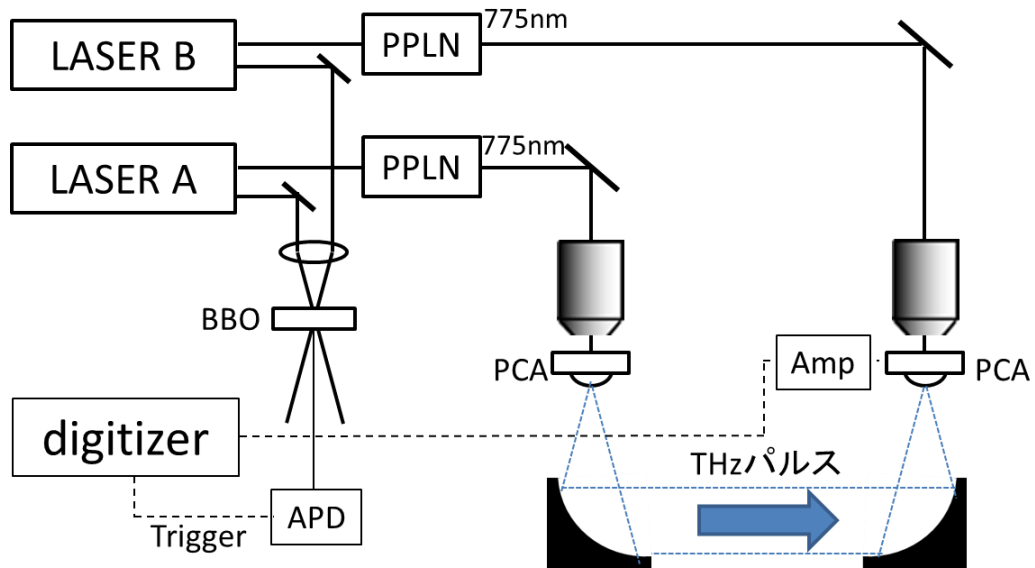 LASER B
PPLN
775nm
LASER A
PPLN
775nm
BBO
PCA
Amp
PCA
digitizer
THzパルス
Trigger
APD